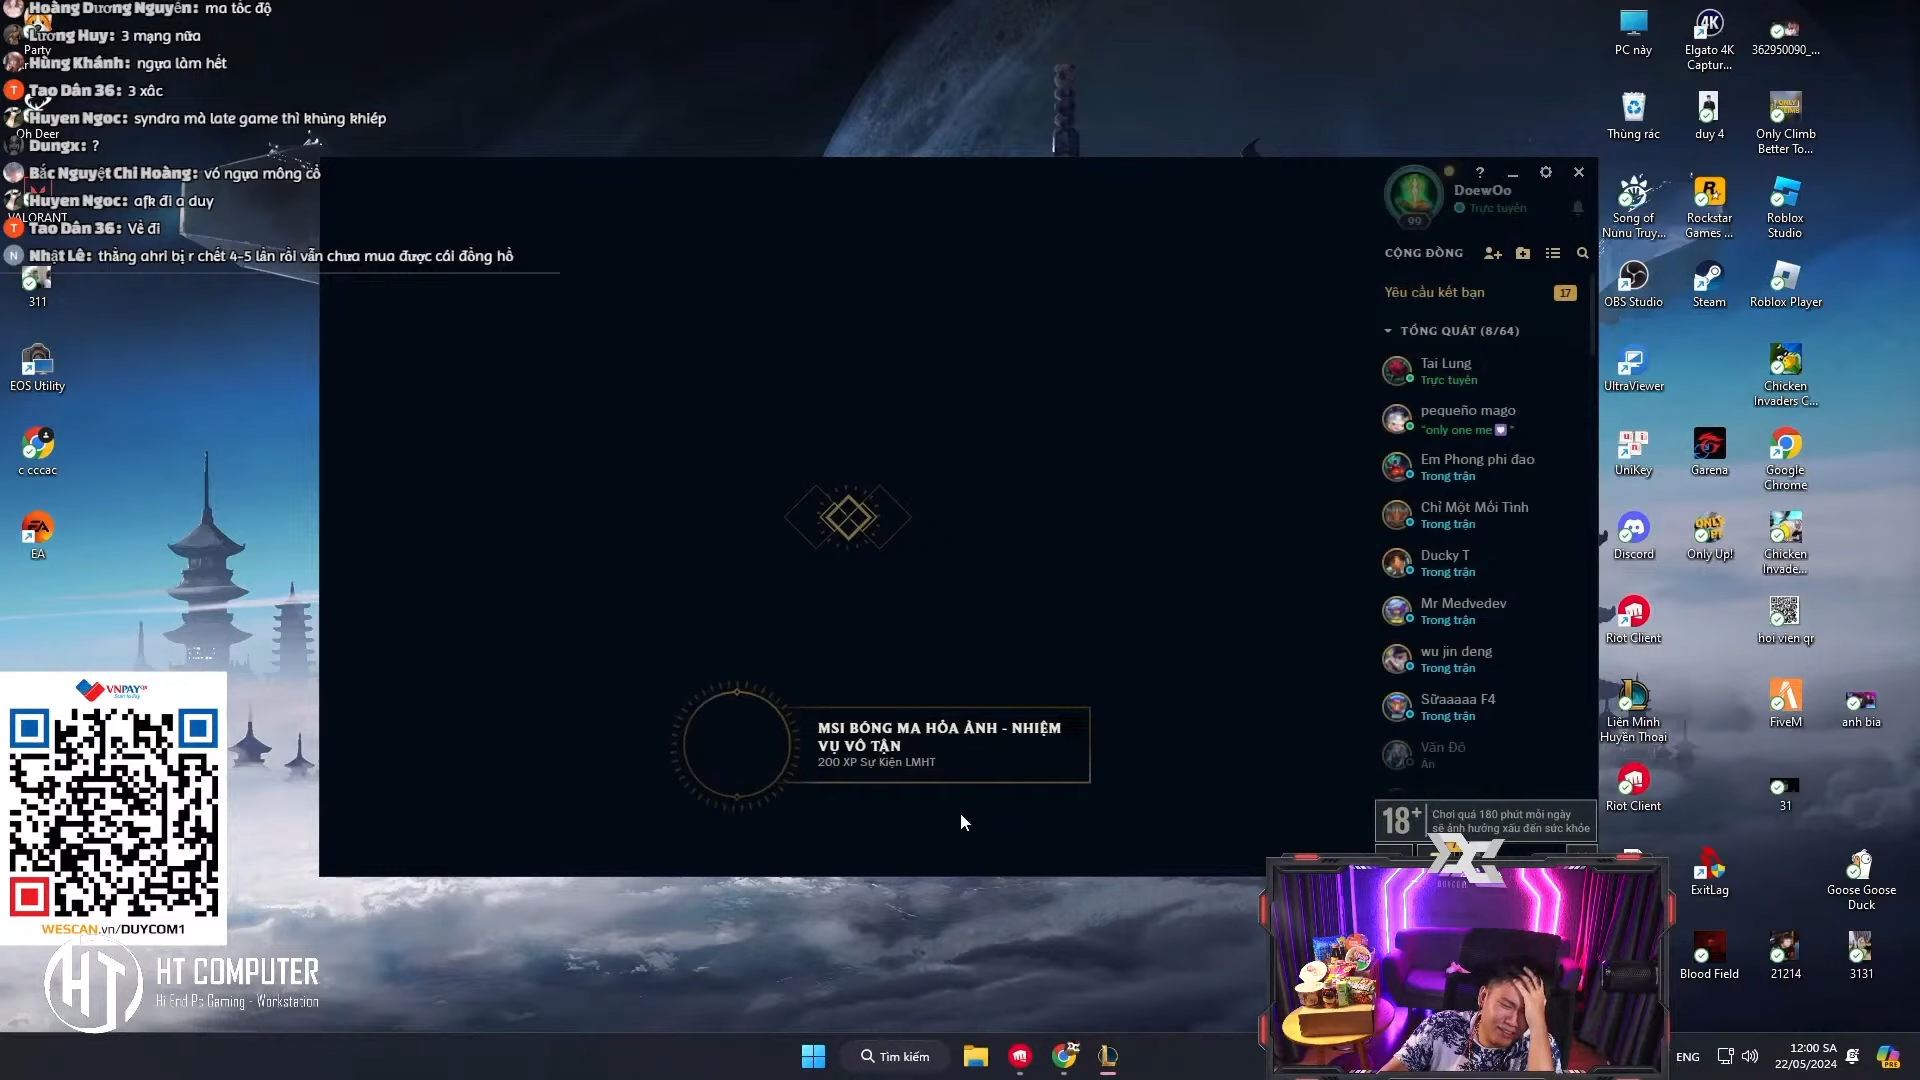 Hoàng Dương Nguyễn: ma tốc độ
Lương Huy: 3 mạng nữa
Party
Hùng Khánh: ngựa làm hết
Tao Dân 36: 3 xâc
Huyen Ngoc: syndra mà late game thì khủng khiếp
Oh Deer
Dungx: ?
Bắc Nguyệt Chi Hoàng: vó ngựa mông cổ
Huyen Ngoc: afk đi a duy
VALORANT
Tao Dân 36: Về đi
Nhật Lê: thằng ahri bị r chết 4-5 lần rồi vẫn chưa mua được cái đồng hồ
311
EOS Utility
c cccac
EA
VNPAY
Scan to Pay
WESCAN.vn/DUYCOM1
HT COMPUTER
Hi End Pc Gaming - Workstation
MSI BÓNG MA HỎA ẢNH - NHIỆM
VỤ VÔ TẬN
200 XP Sự Kiện LMHT
?
DoewOo
Trực tuyến
99
CỘNG ĐỒNG
Yêu cầu kết bạn
17
TỔNG QUÁT (8/64)
Tai Lung
Trực tuyến
pequeño mago
"only one me "
Em Phong phi đao
Trong trận
Chỉ Một Mối Tình
Trong trận
Ducky T
Trong trận
Mr Medvedev
Trong trận
wu jin deng
Trong trận
Sữaaaaa F4
Trong trận
Văn Đô
Ẩn
18+
Chơi quá 180 phút mỗi ngày
sẽ ảnh hưởng xấu đến sức khỏe
PC này
Elgato 4K
Captur...
362950090_...
Thùng rác
duy 4
Only Climb
Better To...
Song of
Nunu Truy...
Rockstar
Games ...
Roblox
Studio
OBS Studio
Steam
Roblox Player
UltraViewer
Chicken
Invaders C...
UniKey
Garena
Google
Chrome
Discord
Only Up!
Chicken
Invade...
Riot Client
hoi vien qr
Liên Minh
Huyền Thoại
FiveM
anh bia
Riot Client
31
ExitLag
Goose Goose
Duck
Blood Field
21214
3131
Tìm kiếm
ENG
12:00 SA
22/05/2024